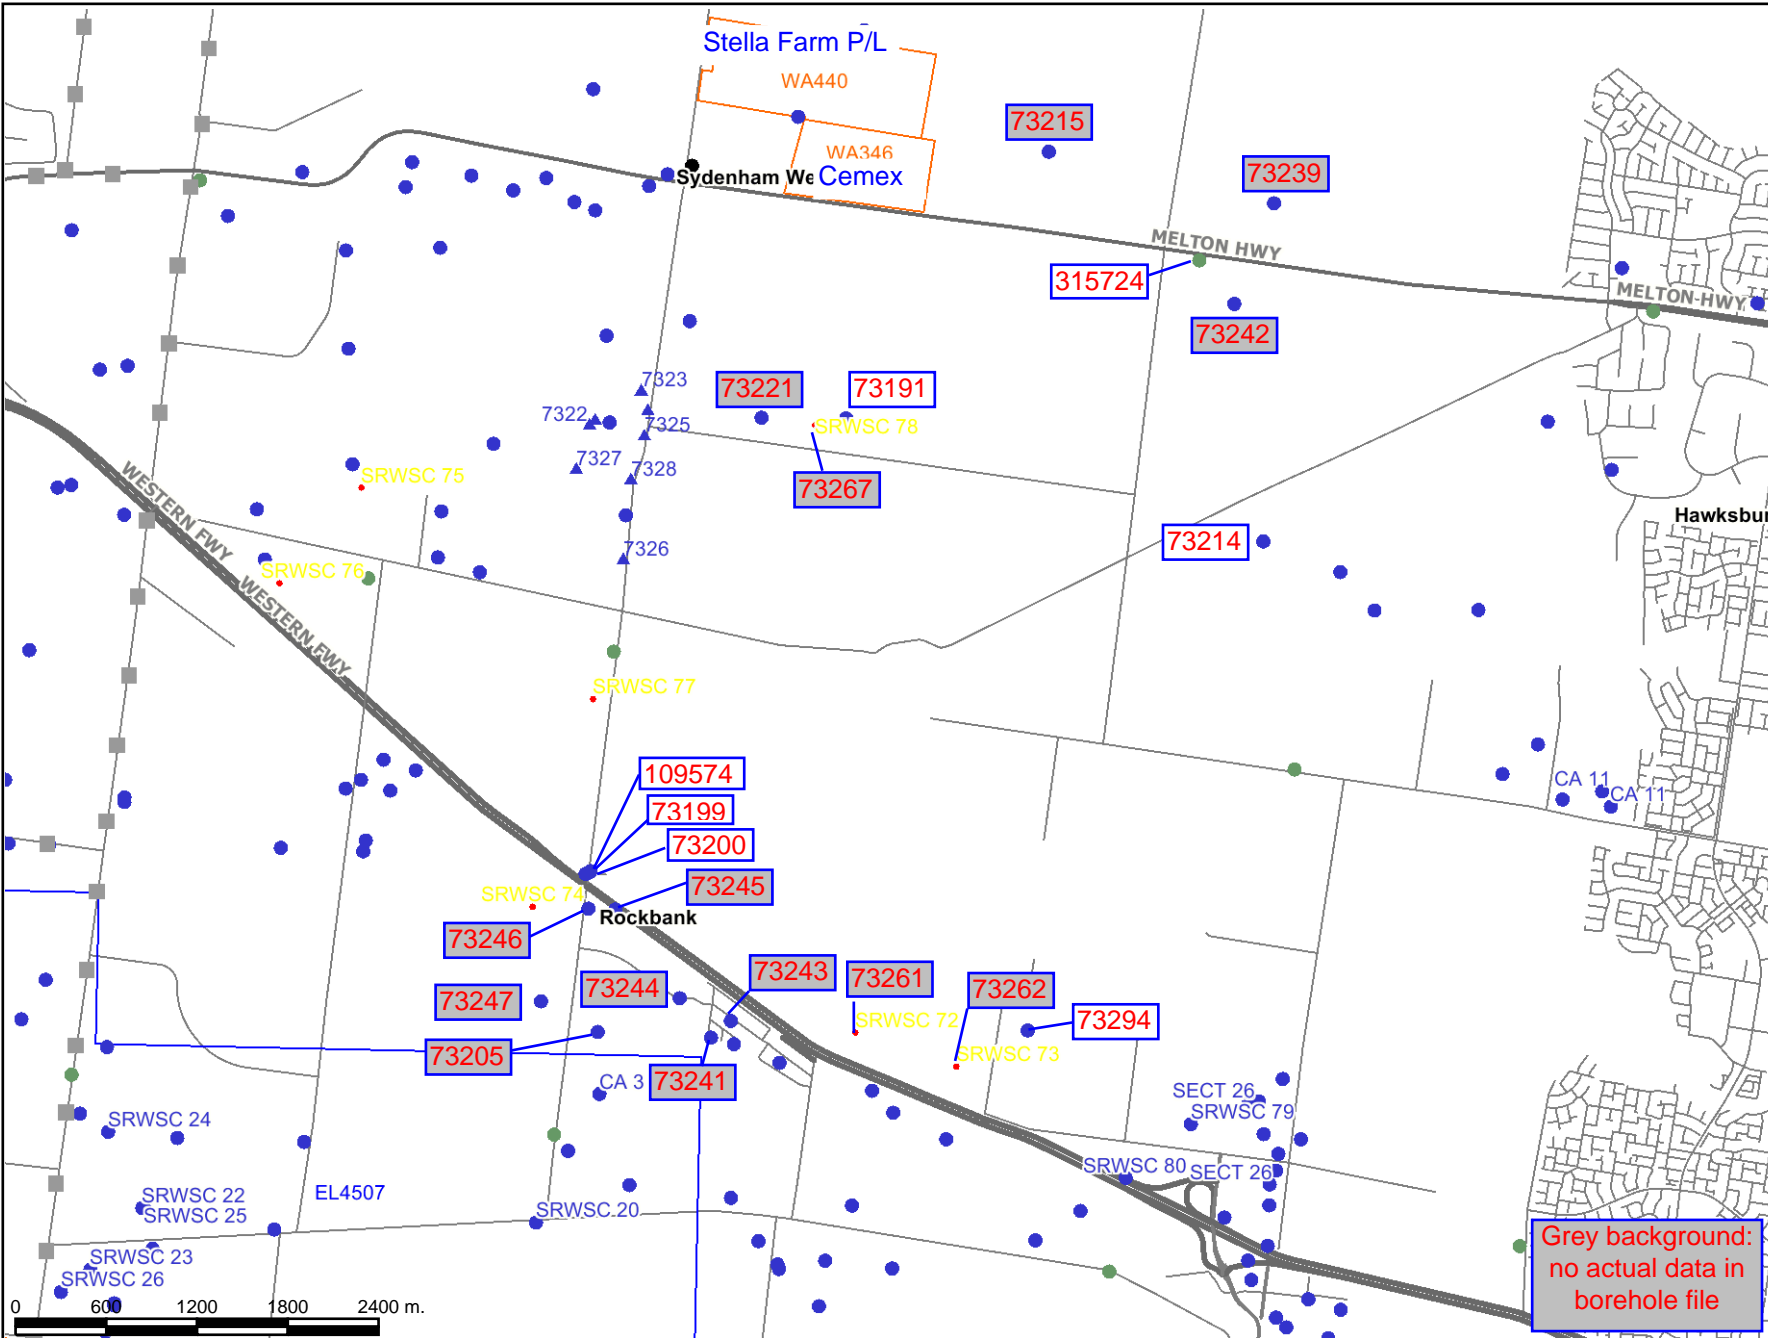 Stella Farm P/L
WA440
73215
WA346
Sydenham We
Cemex
73239
MELTON HWY
315724
MELTON HWY
73242
7323
73221
73191
7322
7325
SRWSC 78
7327
7328
SRWSC 75
73267
WESTERN FWY
Hawksbur
73214
7326
SRWSC 76
WESTERN FWY
SRWSC 77
109574
73199
CA 11
CA 11
73200
73245
SRWSC 74
Rockbank
73246
73243
73261
73262
73244
73247
73294
SRWSC 72
73205
SRWSC 73
CA 3
73241
SECT 26
SRWSC 79
SRWSC 24
SRWSC 80
SECT 26
EL4507
SRWSC 22
SRWSC 25
SRWSC 20
SRWSC 23
SRWSC 26
Grey background:
no actual data in
borehole file
0 600 1200 1800 2400 m.